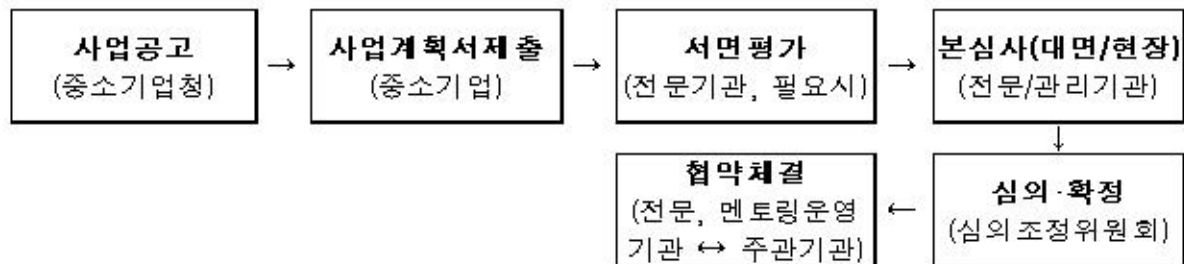 사업공고
(중소기업청)
→
사업계획서제출
(중소기업)
→
서면평가
(전문기관, 필요시)
→
본심사(대면/현장)
(전문/관리기관)
↓
심의·확정
(심의조정위원회)
←
협약체결
(전문, 멘토링운영
기관 ↔ 주관기관)